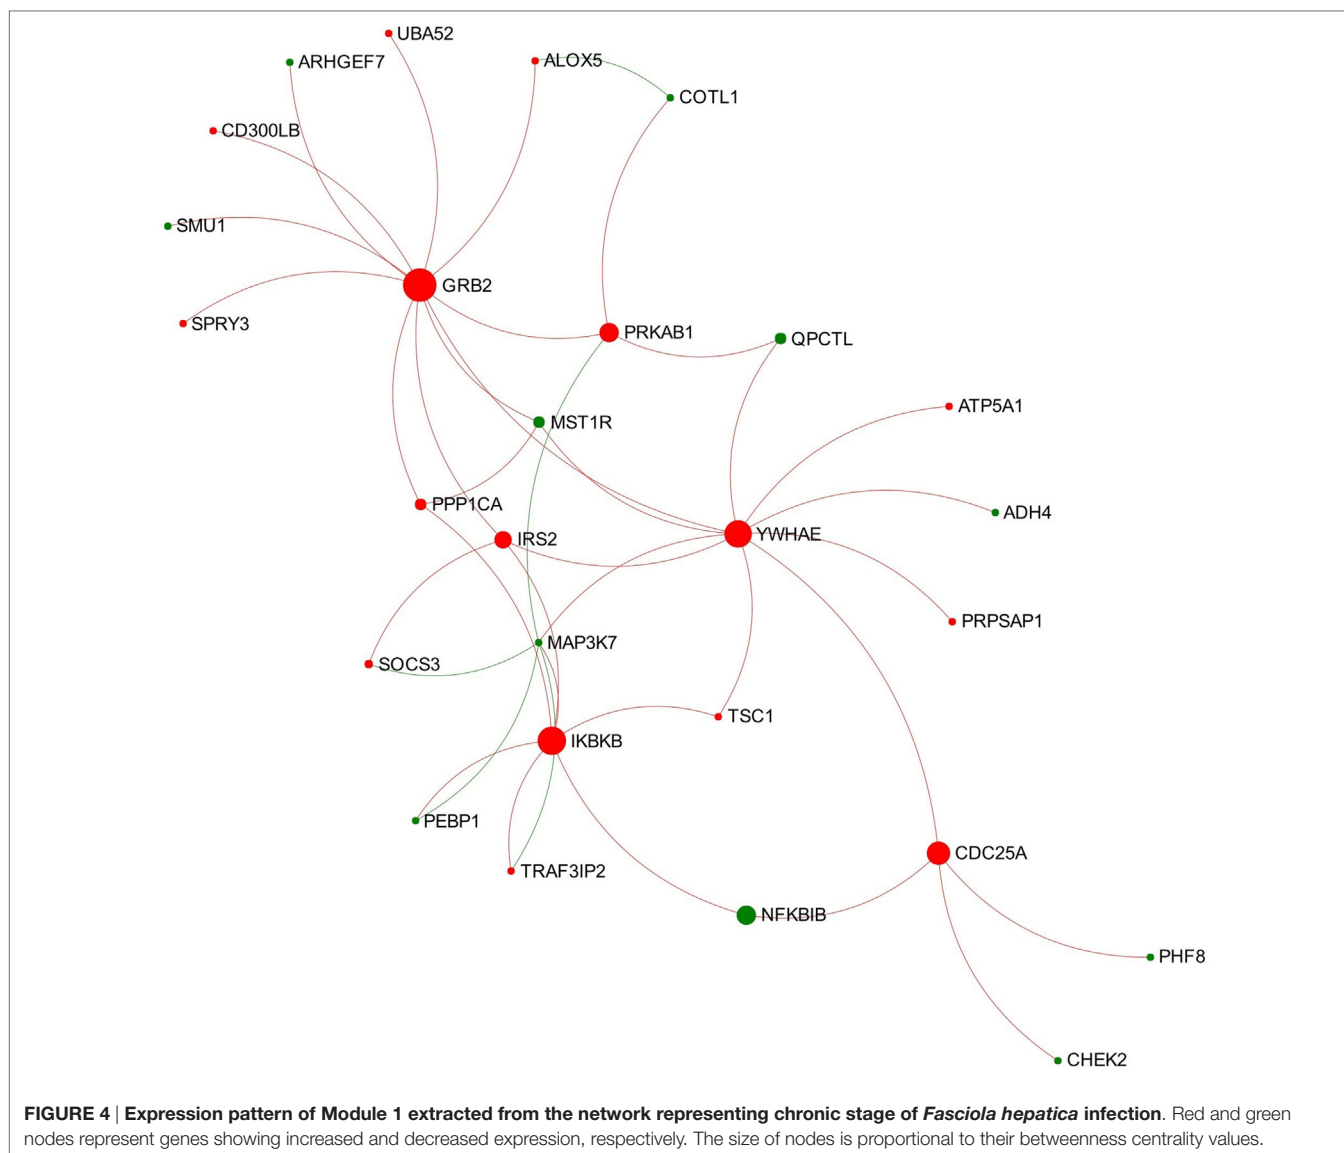 UBA52
ARHGEF7
ALOX5
COTL1
CD300LB
SMU1
GRB2
SPRY3
PRKAB1
QPCTL
ATP5A1
MST1R
PPP1CA
ADH4
IRS2
YWHAE
PRPSAP1
MAP3K7
SOCS3
TSC1
IKBKB
PEBP1
CDC25A
TRAF3IP2
NFKBIB
PHF8
CHEK2
FIGURE 4 | Expression pattern of Module 1 extracted from the network representing chronic stage of Fasciola hepatica infection. Red and green
nodes represent genes showing increased and decreased expression, respectively. The size of nodes is proportional to their betweenness centrality values.